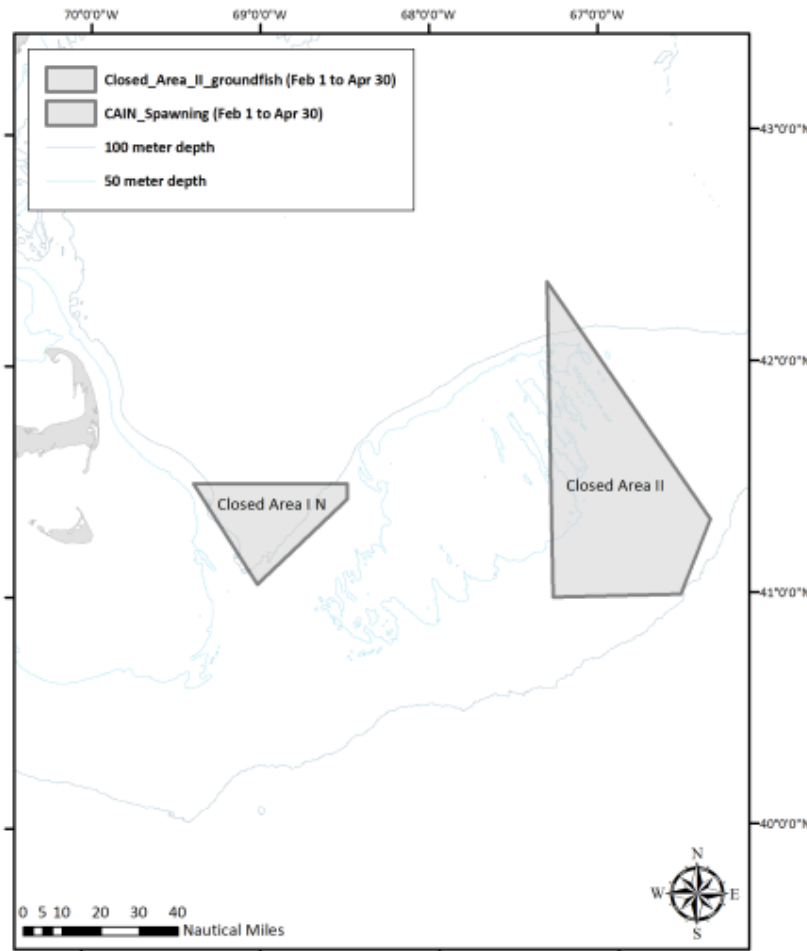 70°0'0"W 69°0'0"W 68°0'0"W 67°0'0"W
Closed_Area_II_groundfish (Feb 1 to Apr 30)
CAIN_Spawning (Feb 1 to Apr 30)
100 meter depth
50 meter depth
43°0'0"N
42°0'0"N
Closed Area II
Closed Area I N
41°0'0"N
40°0'0"N
N
W E
S
0 5 10 20 30 40
Nautical Miles